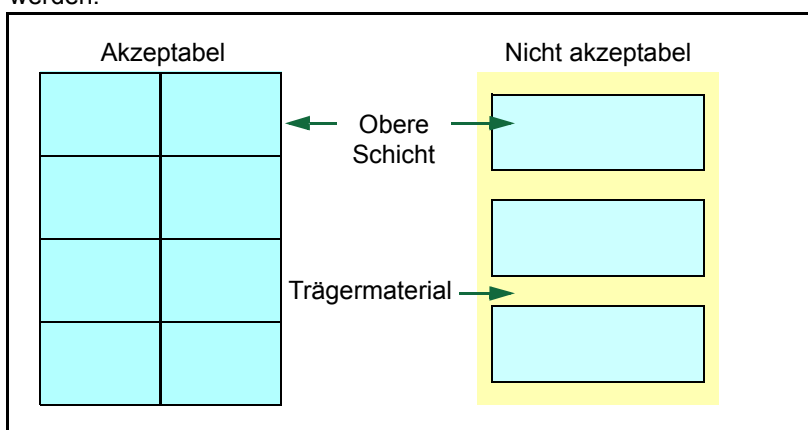 werden.
Akzeptabel
Nicht akzeptabel
Obere
Schicht
Trägermaterial